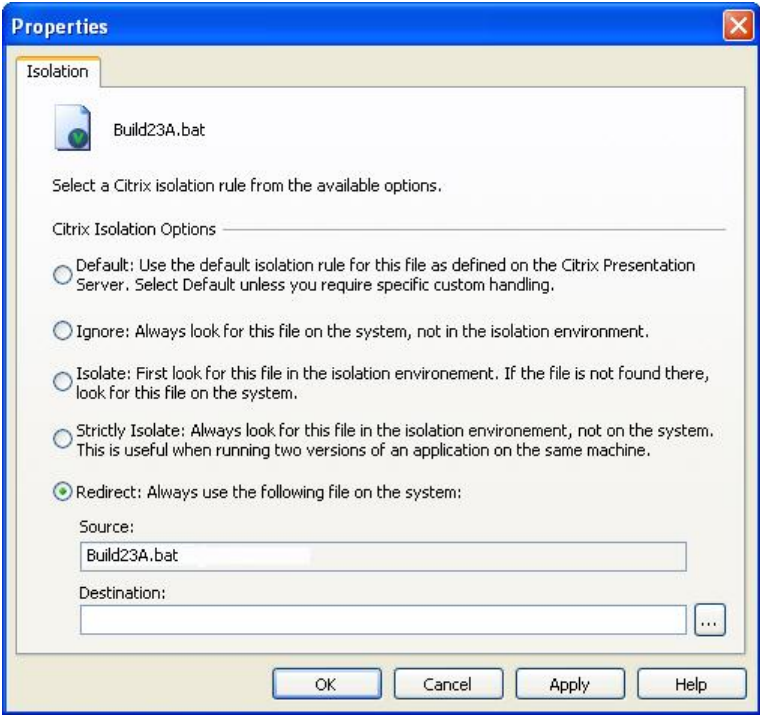 Properties
Isolation
Build23A.bat
Select a Citrix isolation rule from the available options.
Citrix Isolation Options
Default: Use the default isolation rule for this file as defined on the Citrix Presentation
Server. Select Default unless you require specific custom handling.
Ignore: Always look for this file on the system, not in the isolation environment.
Isolate: First look for this file in the isolation environement. If the file is not found there,
look for this file on the system.
Strictly Isolate: Always look for this file in the isolation environement, not on the system.
This is useful when running two versions of an application on the same machine.
Redirect: Always use the following file on the system:
Source:
Build23A.bat
Destination:
...
OK Cancel Apply Help